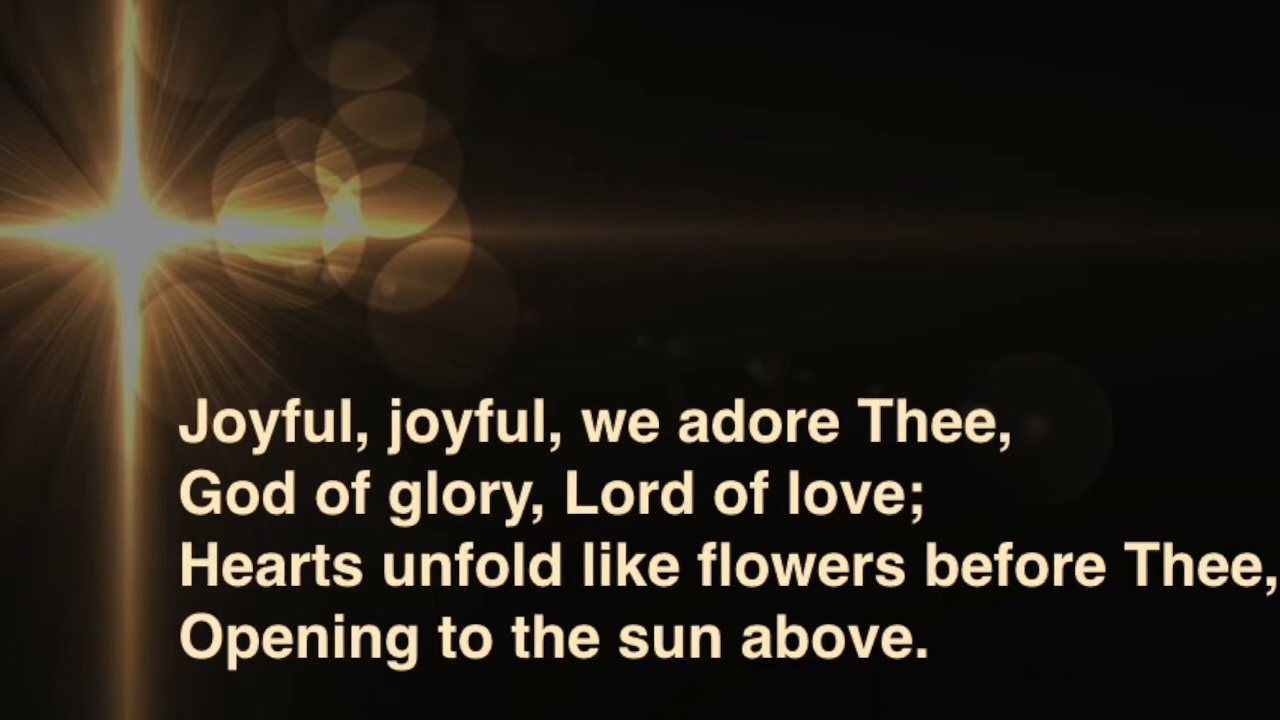 Joyful, joyful, we adore Thee,
God of glory, Lord of love;
Hearts unfold like flowers before Thee,
Opening to the sun above.